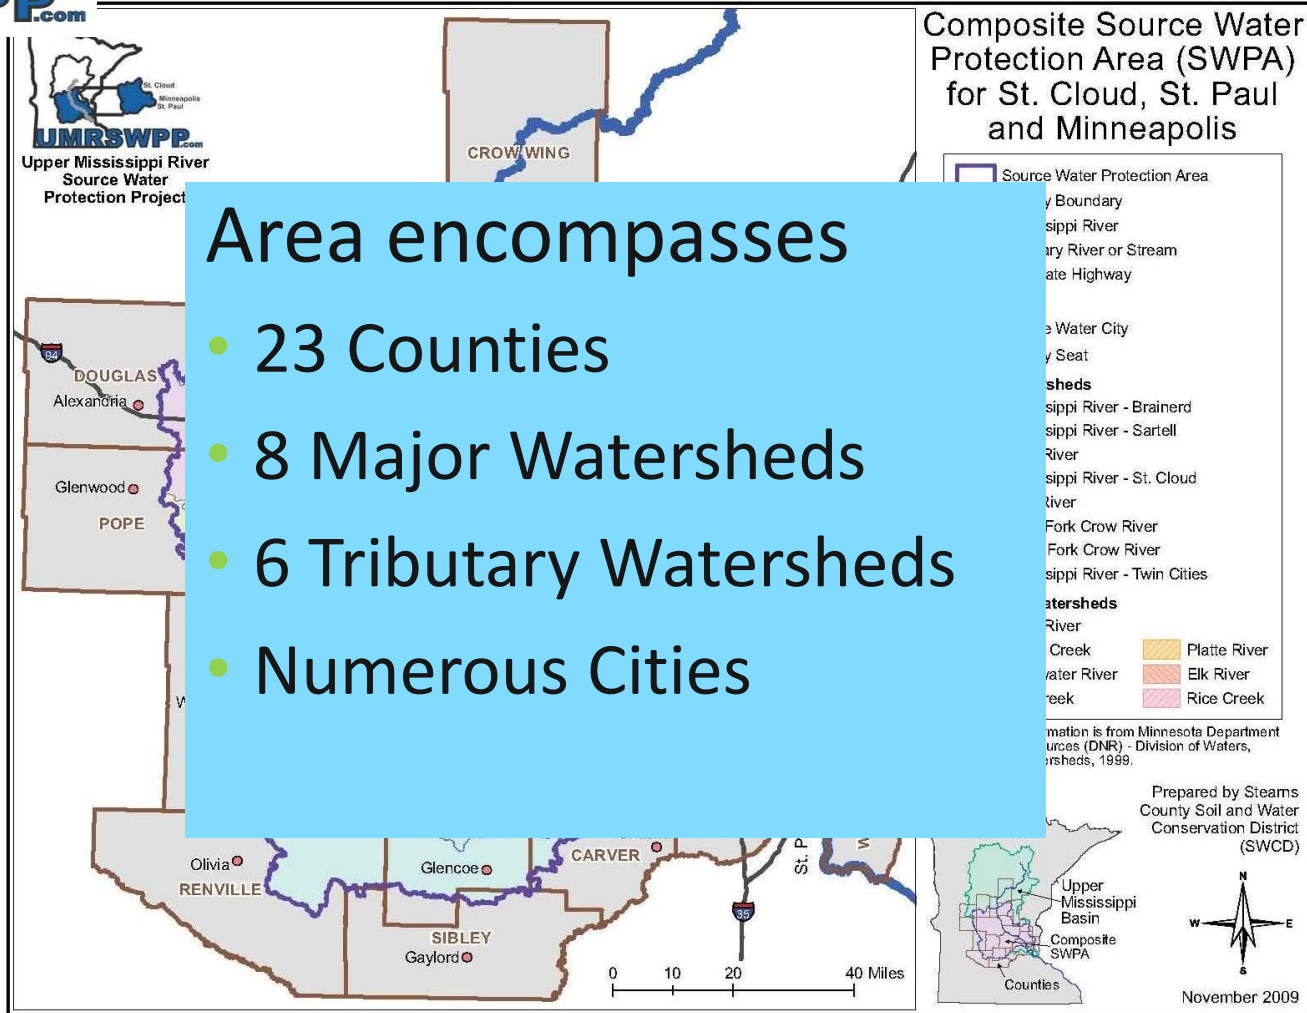 .com
St. Cloud
Minneapolis
St. Paul
UMRSWPP.com
Upper Mississippi River
Source Water
Protection Project
CROW WING
Composite Source Water
Protection Area (SWPA)
for St. Cloud, St. Paul
and Minneapolis
Source Water Protection Area
y Boundary
sippi River
ary River or Stream
ate Highway
e Water City
y Seat
sheds
sippi River - Brainerd
sippi River - Sartell
River
sippi River - St. Cloud
River
Fork Crow River
Fork Crow River
sippi River - Twin Cities
atersheds
River
Creek
Platte River
vater River
Elk River
reek
Rice Creek
rmation is from Minnesota Department
urces (DNR) - Division of Waters,
ersheds, 1999.
Area encompasses
• 23 Counties
• 8 Major Watersheds
• 6 Tributary Watersheds
• Numerous Cities
94
DOUGLAS
Alexandria
Glenwood
POPE
W
Olivia
RENVILLE
Glencoe
CARVER
St. P
W
35
SIBLEY
Gaylord
0 10 20 40 Miles
Prepared by Stearns
County Soil and Water
Conservation District
(SWCD)
Upper
Mississippi
Basin
Composite
SWPA
Counties
N
W E
S
November 2009